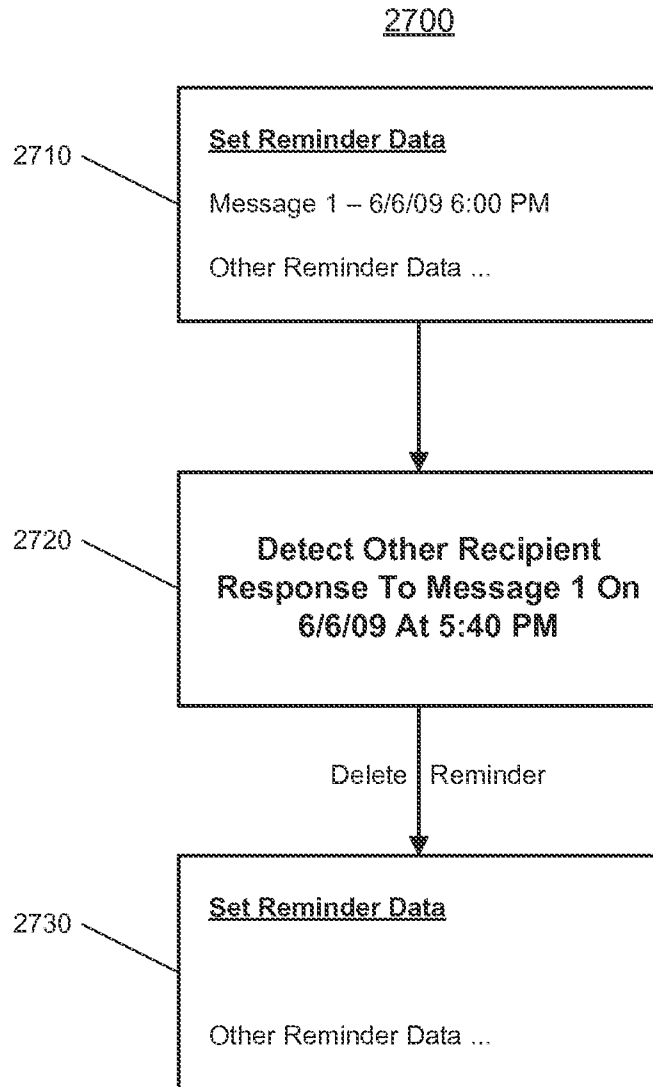 2700
2710
Set Reminder Data
Message 1 – 6/6/09 6:00 PM
Other Reminder Data ...
2720
Detect Other Recipient
Response To Message 1 On
6/6/09 At 5:40 PM
Delete Reminder
2730
Set Reminder Data
Other Reminder Data ...